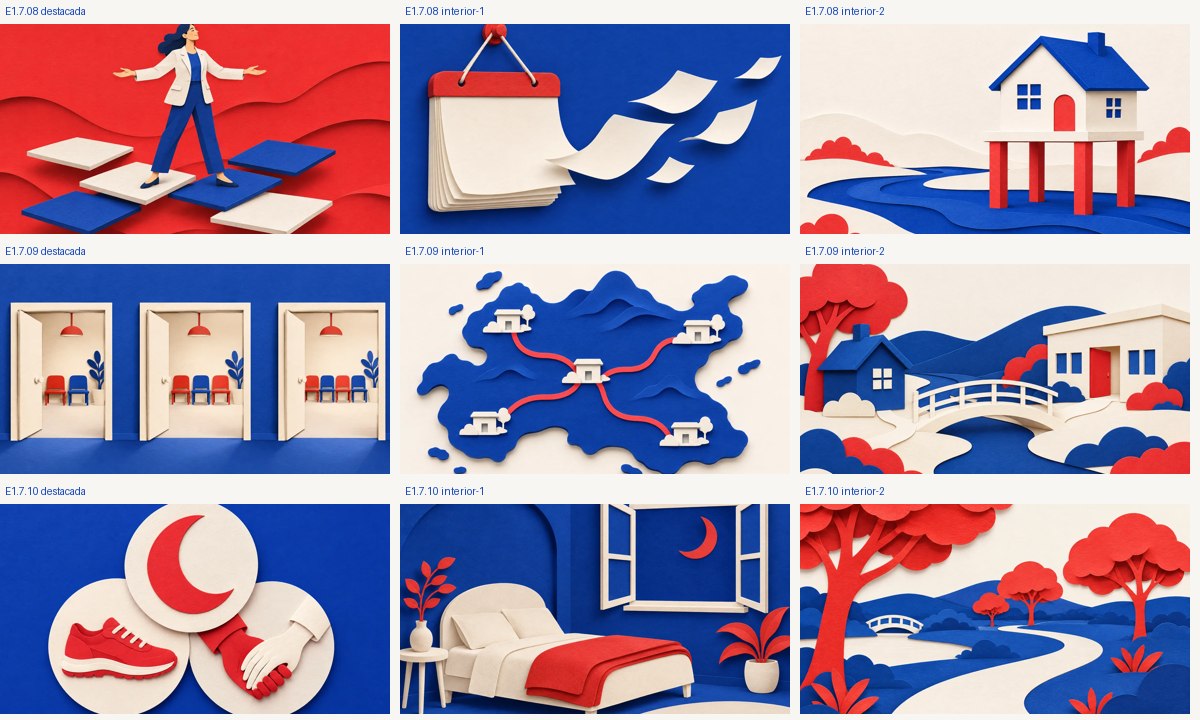 E1.7.08 destacada
E1.7.08 interior-1
E1.7.08 interior-2
E1.7.09 destacada
E1.7.09 interior-1
E1.7.09 interior-2
E1.7.10 destacada
E1.7.10 interior-1
E1.7.10 interior-2